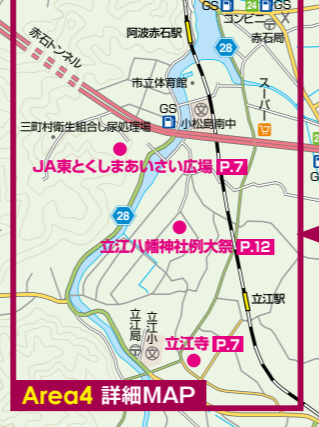 GS
24
GS
コンビニ
阿波赤石駅
赤石局
28
赤石トンネル
市立体育館
スーパー
GS
小松島南中
三町村衛生組合し尿処理場
JA東とくしまあいさい広場 P.7
28
立江八幡神社例大祭 P.12
立江駅
立江局
立江小
立江寺 P.7
Area4 詳細MAP